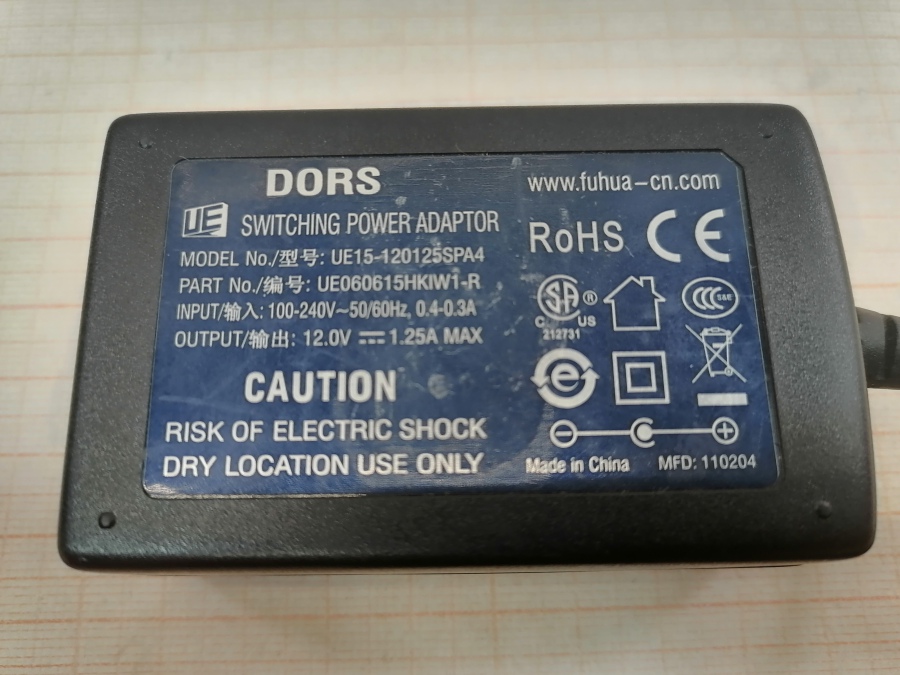 DORS
www.fuhua-cn.com
UE SWITCHING POWER ADAPTOR
RoHS CE
MODEL No./型号: UE15-120125SPA4
PART No./编号: UE060615HKIW1-R
INPUT/输入: 100-240V~50/60Hz, 0.4-0.3A
OUTPUT/输出: 12.0V ⎓ 1.25A MAX
SA ®
C US
212731
CCC S&E
e
CAUTION
RISK OF ELECTRIC SHOCK
DRY LOCATION USE ONLY
− +
Made in China MFD: 110204